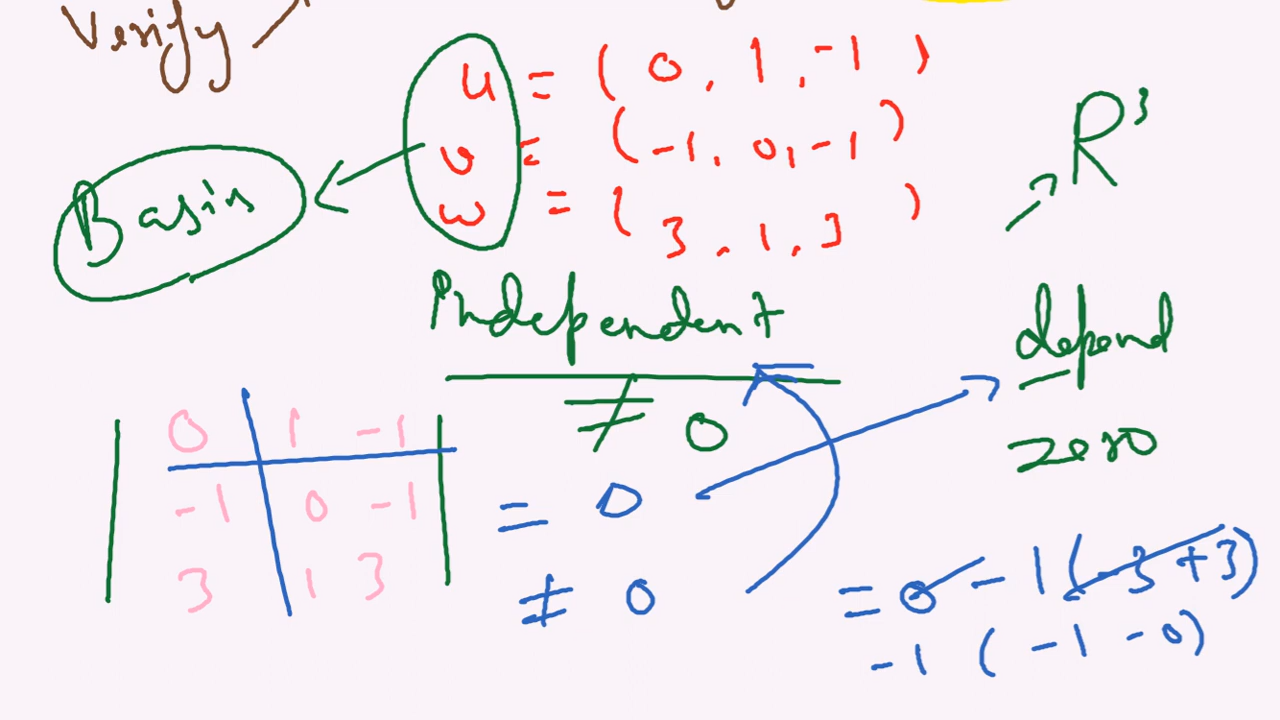 Verify
u = (0, 1, -1)
v = (-1, 0, -1)
w = (3, 1, 3)
R³
Basis
Independent
≠ 0
depend
zero
0 1 -1
-1 0 -1
3 1 3
= 0
≠ 0
= 0 - 1(-3 + 3)
-1 (-1 - 0)